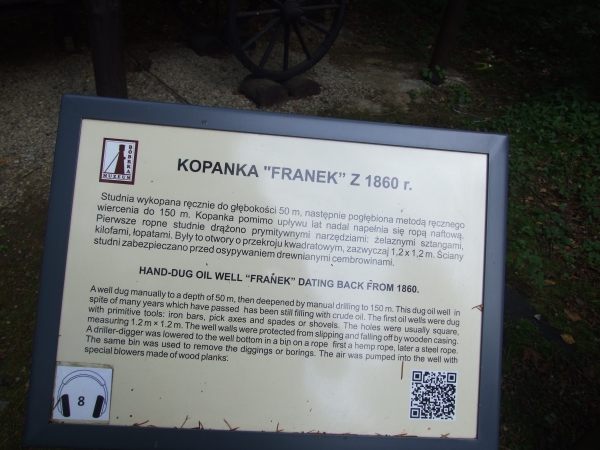 BÓBRKA
MUSEUM
KOPANKA "FRANEK" Z 1860 r.
Studnia wykopana ręcznie do głębokości 50 m, następnie pogłębiona metodą ręcznego
wiercenia do 150 m. Kopanka pomimo upływu lat nadal napełnia się ropą naftową.
Pierwsze ropne studnie drążono prymitywnymi narzędziami: żelaznymi sztangami,
kilofami, łopatami. Były to otwory o przekroju kwadratowym, zazwyczaj 1,2 x 1,2 m. Ściany
studni zabezpieczano przed osypywaniem drewnianymi cembrowinami.
HAND-DUG OIL WELL "FRANEK" DATING BACK FROM 1860.
A well dug manually to a depth of 50 m, then deepened by manual drilling to 150 m. This dug oil well in
spite of many years which have passed has been still filling with crude oil. The first oil wells were dug
with primitive tools: iron bars, pick axes and spades or shovels. The holes were usually square,
measuring 1.2 m × 1.2 m. The well walls were protected from slipping and falling off by wooden casing.
A driller-digger was lowered to the well bottom in a bip on a rope first a hemp rope, later a steel rope.
The same bin was used to remove the diggings or borings. The air was pumped into the well with
special blowers made of wood planks.
8